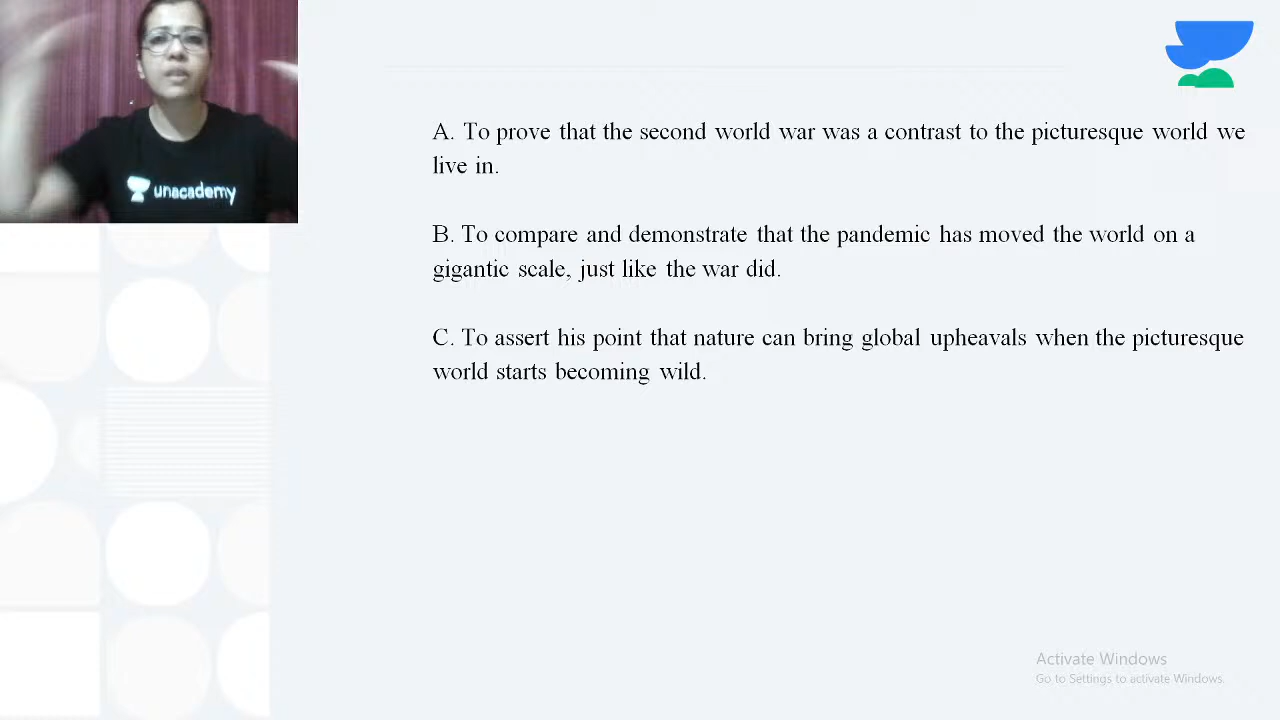 unacademy
A. To prove that the second world war was a contrast to the picturesque world we
live in.
B. To compare and demonstrate that the pandemic has moved the world on a
gigantic scale, just like the war did.
C. To assert his point that nature can bring global upheavals when the picturesque
world starts becoming wild.
Activate Windows
Go to Settings to activate Windows.